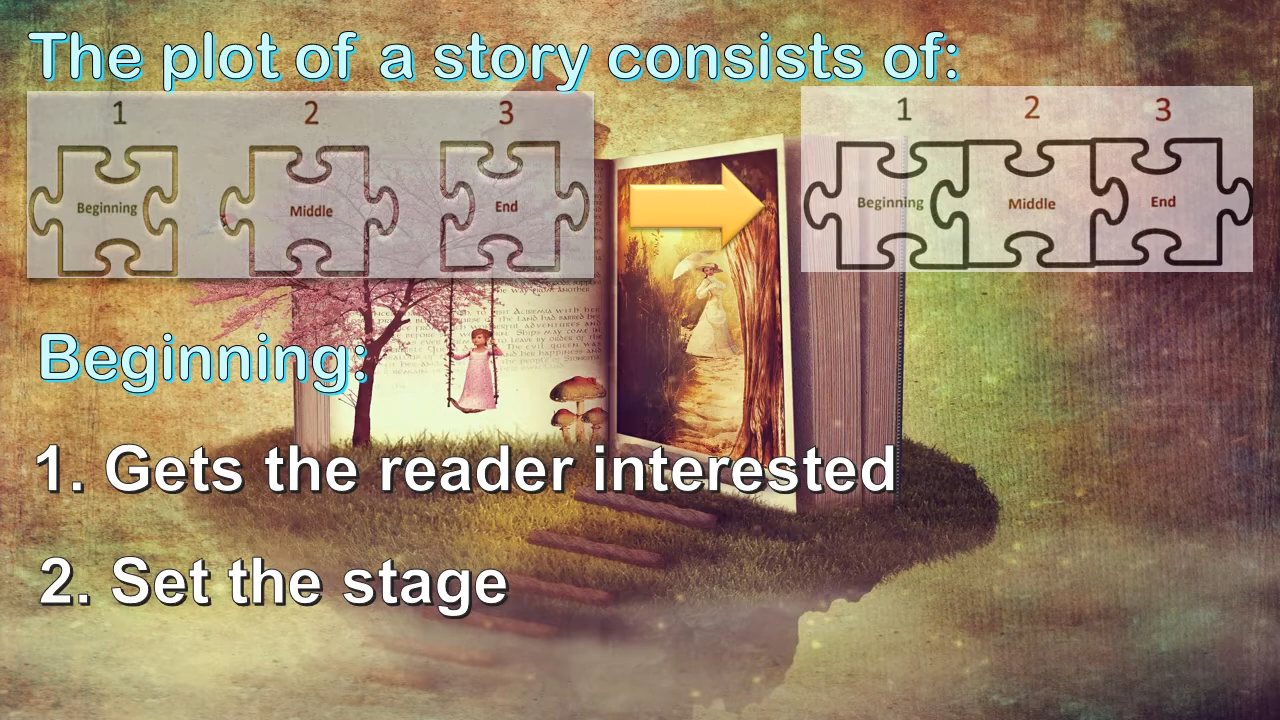 The plot of a story consists of:
1 2 3
Beginning Middle End
1 2 3
Beginning Middle End
Beginning:
1. Gets the reader interested
2. Set the stage